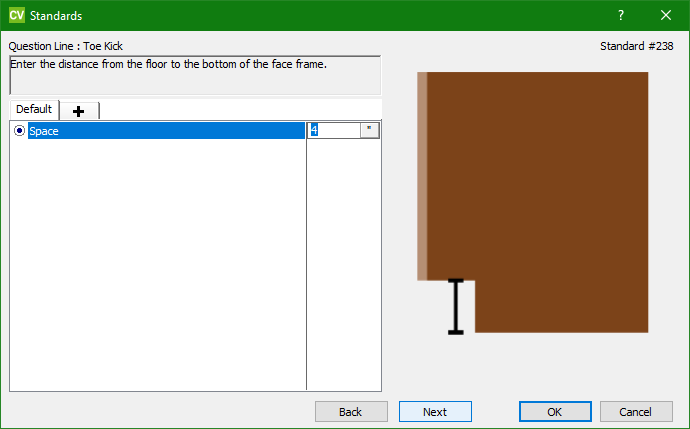 CV Standards ?
Question Line : Toe Kick Standard #238
Enter the distance from the floor to the bottom of the face frame.
Default +
Space 4 "
Back Next OK Cancel